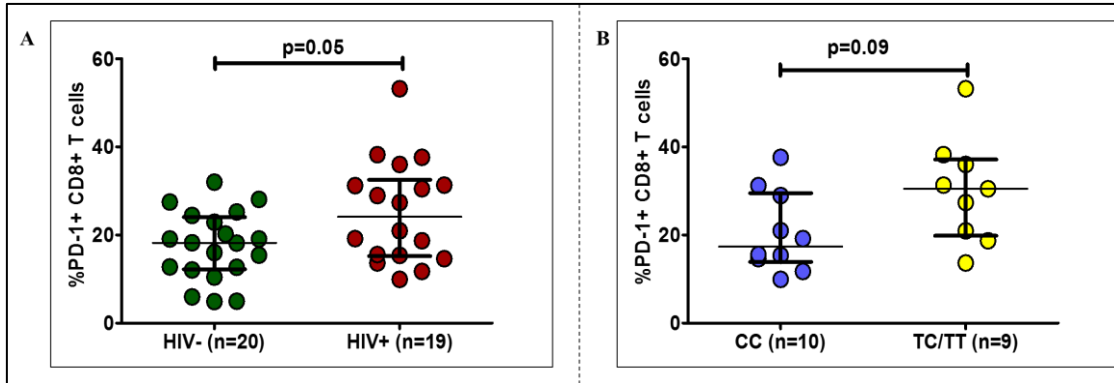 A
%PD-1+ CD8+ T cells
60
40
20
0
p=0.05
HIV- (n=20)
HIV+ (n=19)
B
%PD-1+ CD8+ T cells
60
40
20
0
p=0.09
CC (n=10)
TC/TT (n=9)